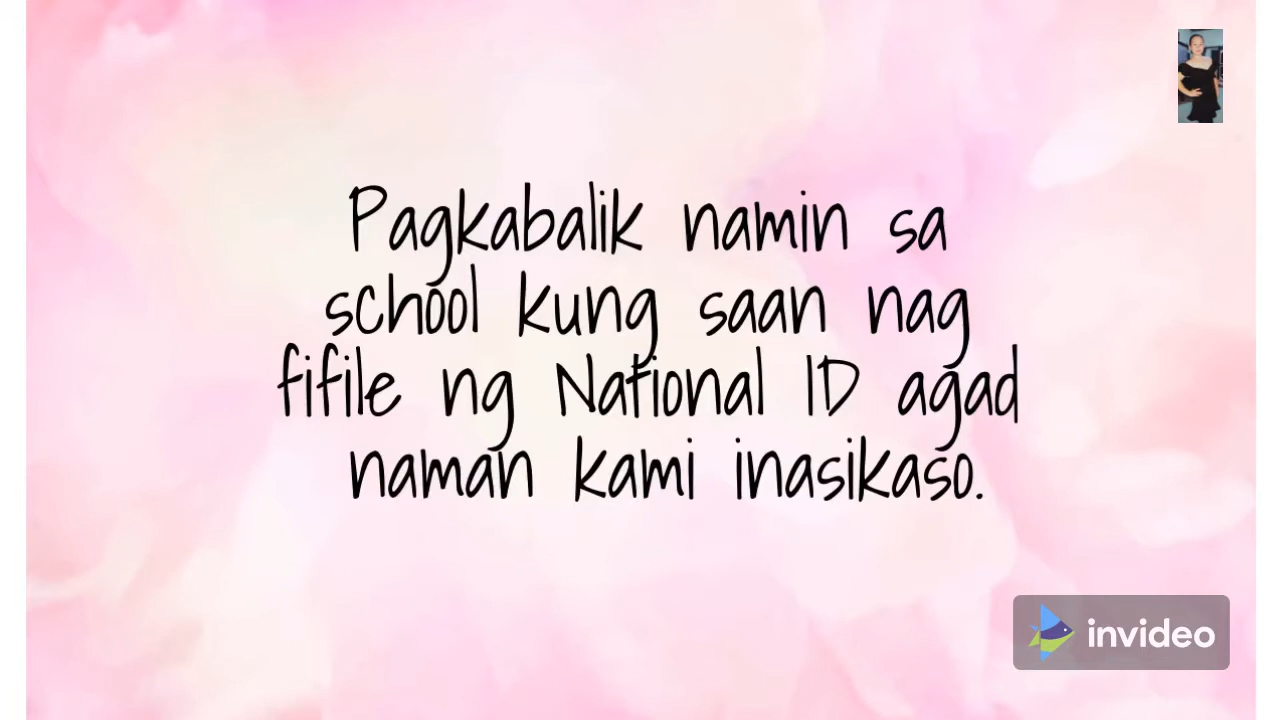 Pagkabalik namin sa
school kung saan nag
fifile ng National ID agad
naman kami inasikaso.
invideo